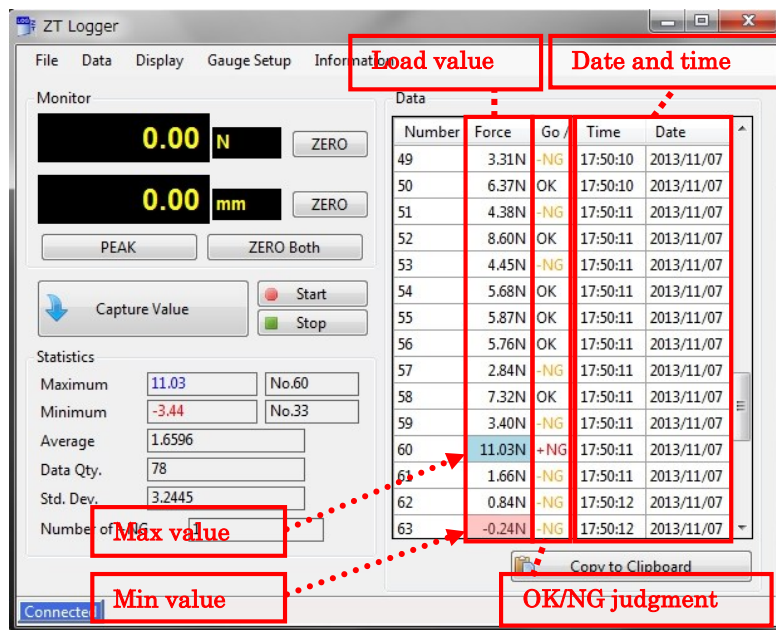 ZT Logger
File Data Display Gauge Setup Information
Load value
Date and time
Monitor
0.00 N ZERO
0.00 mm ZERO
PEAK ZERO Both
Capture Value
Start
Stop
Statistics
Maximum 11.03 No.60
Minimum -3.44 No.33
Average 1.6596
Data Qty. 78
Std. Dev. 3.2445
Number of +NG 1
Max value
Min value
Connected
Data
Number Force Go / Time Date
49 3.31N -NG 17:50:10 2013/11/07
50 6.37N OK 17:50:10 2013/11/07
51 4.38N -NG 17:50:11 2013/11/07
52 8.60N OK 17:50:11 2013/11/07
53 4.45N -NG 17:50:11 2013/11/07
54 5.68N OK 17:50:11 2013/11/07
55 5.87N OK 17:50:11 2013/11/07
56 5.76N OK 17:50:11 2013/11/07
57 2.84N -NG 17:50:11 2013/11/07
58 7.32N OK 17:50:11 2013/11/07
59 3.40N -NG 17:50:11 2013/11/07
60 11.03N +NG 17:50:11 2013/11/07
61 1.66N -NG 17:50:11 2013/11/07
62 0.84N -NG 17:50:12 2013/11/07
63 -0.24N -NG 17:50:12 2013/11/07
Copy to Clipboard
OK/NG judgment